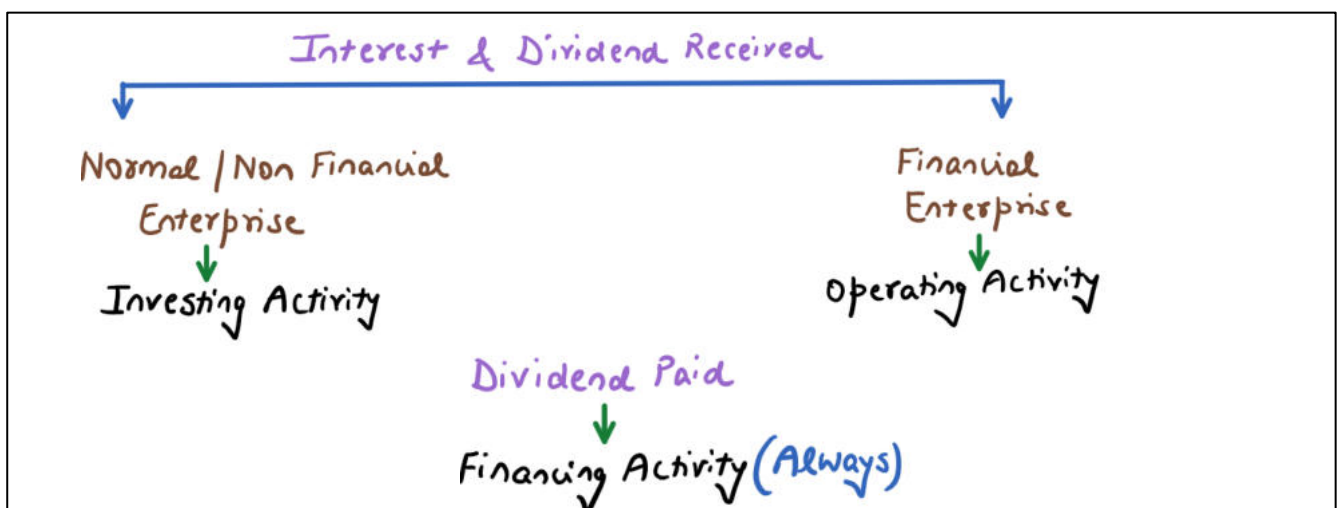 Interest & Dividend Received
Normal / Non Financial
Enterprise
Investing Activity
Financial
Enterprise
Operating Activity
Dividend Paid
Financing Activity (Always)